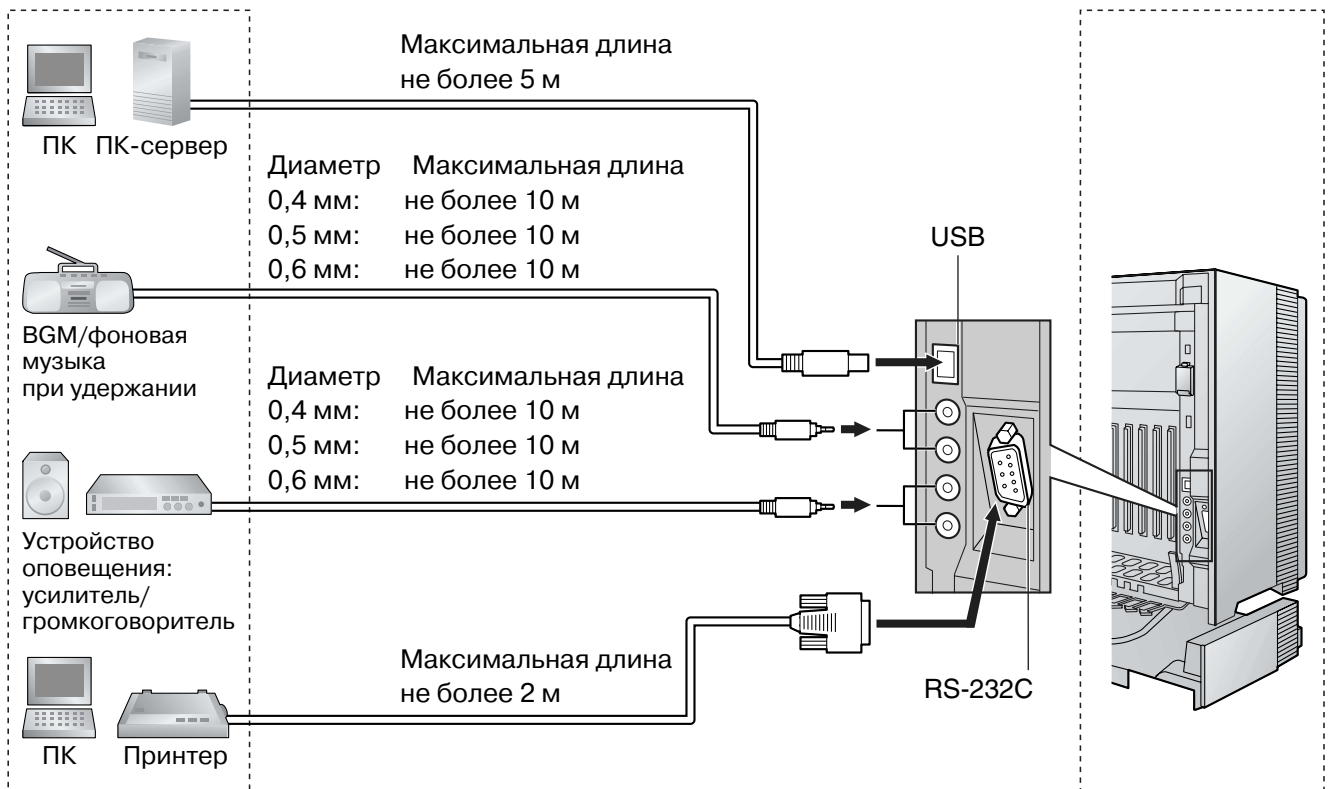 Максимальная длина
не более 5 м
ПК ПК-сервер
Диаметр Максимальная длина
0,4 мм: не более 10 м
0,5 мм: не более 10 м
0,6 мм: не более 10 м
USB
BGM/фоновая
музыка
при удержании
Диаметр Максимальная длина
0,4 мм: не более 10 м
0,5 мм: не более 10 м
0,6 мм: не более 10 м
Устройство
оповещения:
усилитель/
громкоговоритель
Максимальная длина
не более 2 м
RS-232C
ПК Принтер